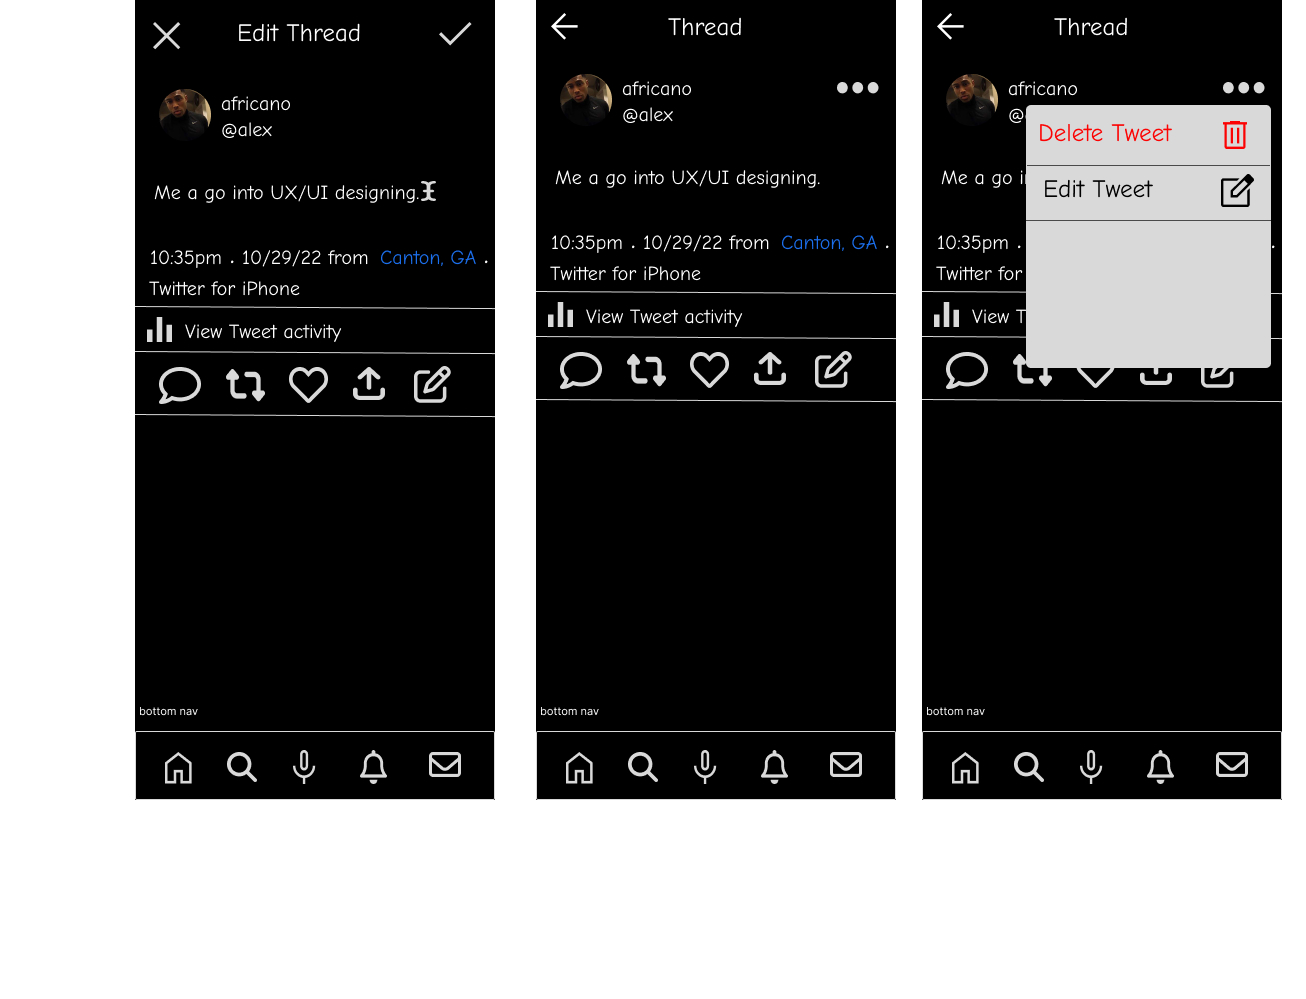 Edit Thread
africano
@alex
Me a go into UX/UI designing.
10:35pm . 10/29/22 from Canton, GA .
Twitter for iPhone
View Tweet activity
bottom nav
Thread
africano
@alex
Me a go into UX/UI designing.
10:35pm . 10/29/22 from Canton, GA .
Twitter for iPhone
View Tweet activity
bottom nav
Thread
africano
@
Delete Tweet
Edit Tweet
Me a go i
10:35pm . .
Twitter for
View T
bottom nav